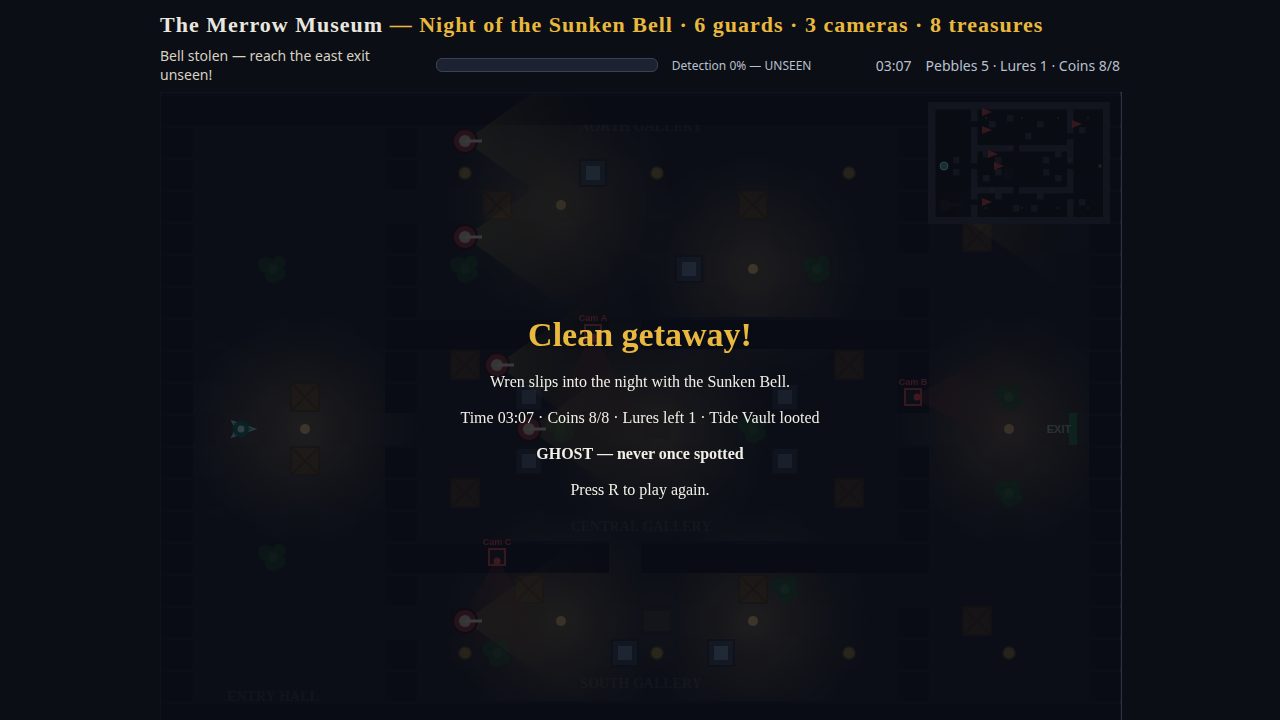 The Merrow Museum — Night of the Sunken Bell · 6 guards · 3 cameras · 8 treasures
Bell stolen — reach the east exit
unseen!
Detection 0% — UNSEEN
03:07 Pebbles 5 · Lures 1 · Coins 8/8
NORTH GALLERY
Cam A
Clean getaway!
Wren slips into the night with the Sunken Bell.
Cam B
Time 03:07 · Coins 8/8 · Lures left 1 · Tide Vault looted
EXIT
GHOST — never once spotted
Press R to play again.
CENTRAL GALLERY
Cam C
SOUTH GALLERY
ENTRY HALL